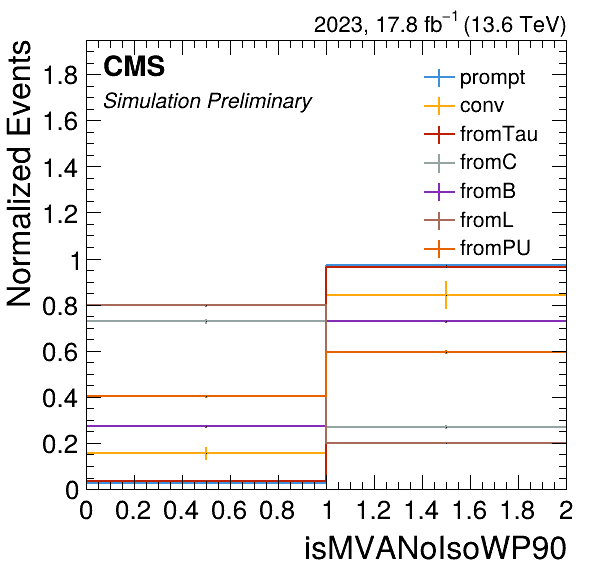 2023, 17.8 fb⁻¹ (13.6 TeV)
CMS
Simulation Preliminary
prompt
conv
fromTau
fromC
fromB
fromL
fromPU
Normalized Events
1.8
1.6
1.4
1.2
1
0.8
0.6
0.4
0.2
0
0 0.2 0.4 0.6 0.8 1 1.2 1.4 1.6 1.8 2
isMVANoIsoWP90